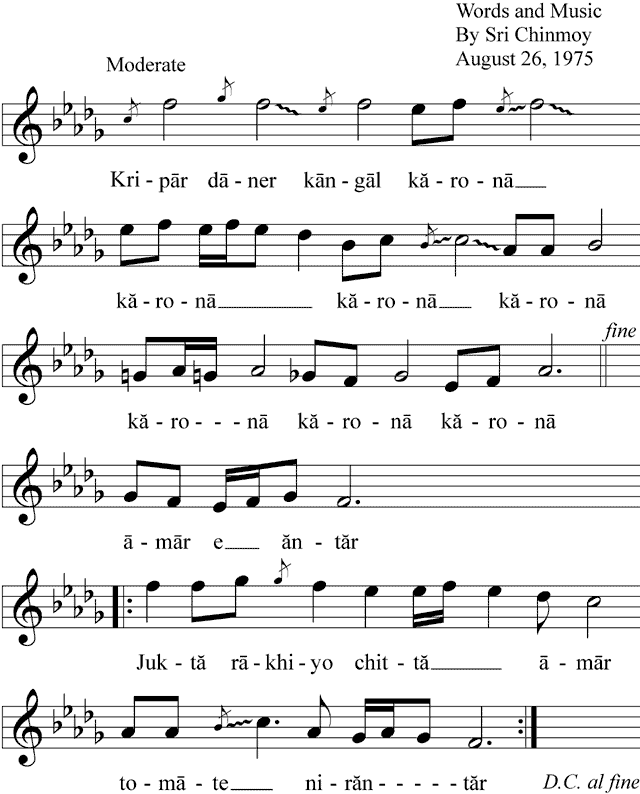 Words and Music
By Sri Chinmoy
August 26, 1975
Moderate
Kri - pār dā - ner kān - gāl kă - ro - nā
kă - ro - nā kă - ro - nā kă - ro - nā
fine
kă - ro - - - nā kă - ro - nā kă - ro - nā
ā - mār e ăn - tăr
Juk - tă rā - khi - yo chit - tă ā - mār
to - mā - te ni - răn - - - - - tăr D.C. al fine